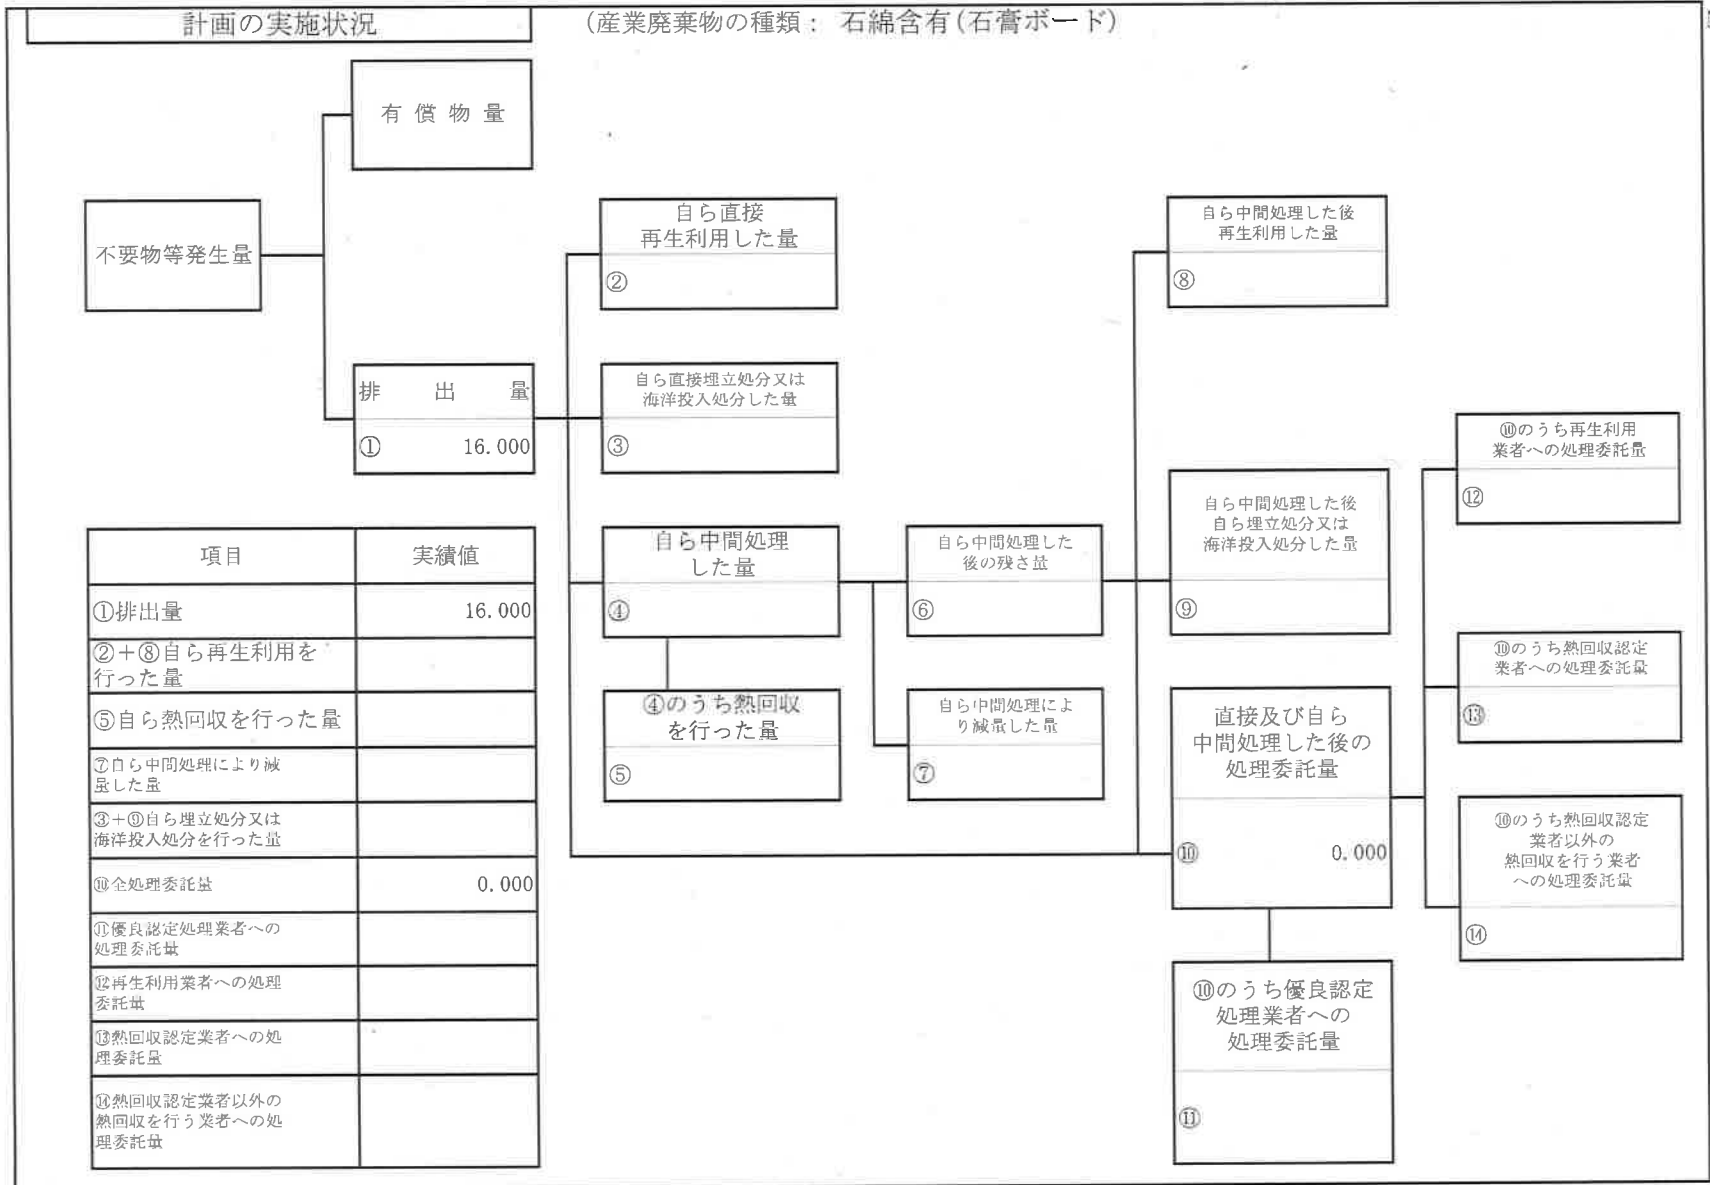 計画の実施状況
(産業廃棄物の種類: 石綿含有(石膏ボード)
有償物量
不要物等発生量
排出量
① 16.000
自ら直接
再生利用した量
②
自ら直接埋立処分又は
海洋投入処分した量
③
自ら中間処理
した量
④
④のうち熱回収
を行った量
⑤
自ら中間処理した
後の残さ量
⑥
自ら中間処理によ
り減量した量
⑦
自ら中間処理した後
再生利用した量
⑧
自ら中間処理した後
自ら埋立処分又は
海洋投入処分した量
⑨
直接及び自ら
中間処理した後の
処理委託量
⑩ 0.000
⑩のうち優良認定
処理業者への
処理委託量
⑪
⑩のうち再生利用
業者への処理委託量
⑫
⑩のうち熱回収認定
業者への処理委託量
⑬
⑩のうち熱回収認定
業者以外の
熱回収を行う業者
への処理委託量
⑭
項目 実績値
①排出量 16.000
②+⑧自ら再生利用を
行った量
⑤自ら熱回収を行った量
⑦自ら中間処理により減
量した量
③+⑨自ら埋立処分又は
海洋投入処分を行った量
⑩全処理委託量 0.000
⑪優良認定処理業者への
処理委託量
⑫再生利用業者への処理
委託量
⑬熱回収認定業者への処
理委託量
⑭熱回収認定業者以外の
熱回収を行う業者への処
理委託量